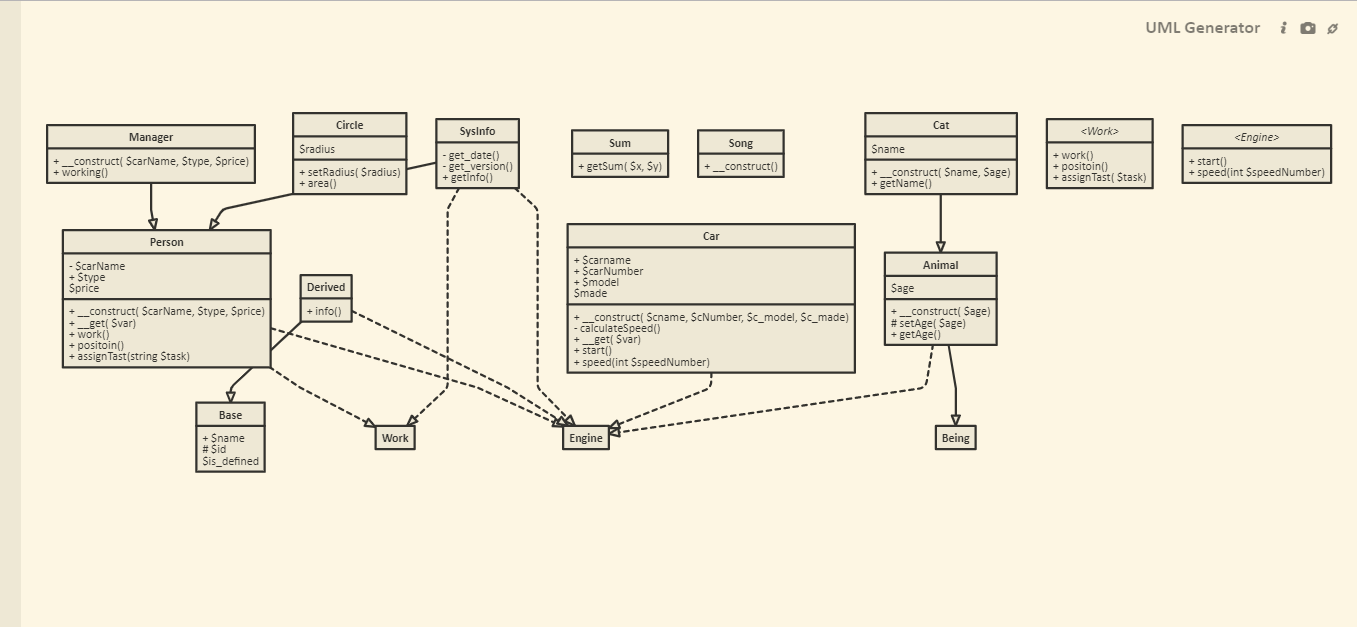 UML Generator
Manager
+ __construct( $carName, $type, $price)
+ working()
Circle
$radius
+ setRadius( $radius)
+ area()
SysInfo
- get_date()
- get_version()
+ getInfo()
Sum
+ getSum( $x, $y)
Song
+ __construct()
Cat
$name
+ __construct( $name, $age)
+ getName()
<Work>
+ work()
+ positoin()
+ assignTast( $task)
<Engine>
+ start()
+ speed(int $speedNumber)
Person
- $carName
+ $type
$price
+ __construct( $carName, $type, $price)
+ __get( $var)
+ work()
+ positoin()
+ assignTast(string $task)
Derived
+ info()
Car
+ $carname
+ $carNumber
+ $model
$made
+ __construct( $cname, $cNumber, $c_model, $c_made)
- calculateSpeed()
+ __get( $var)
+ start()
+ speed(int $speedNumber)
Animal
$age
+ __construct( $age)
# setAge( $age)
+ getAge()
Base
+ $name
# $id
$is_defined
Work
Engine
Being